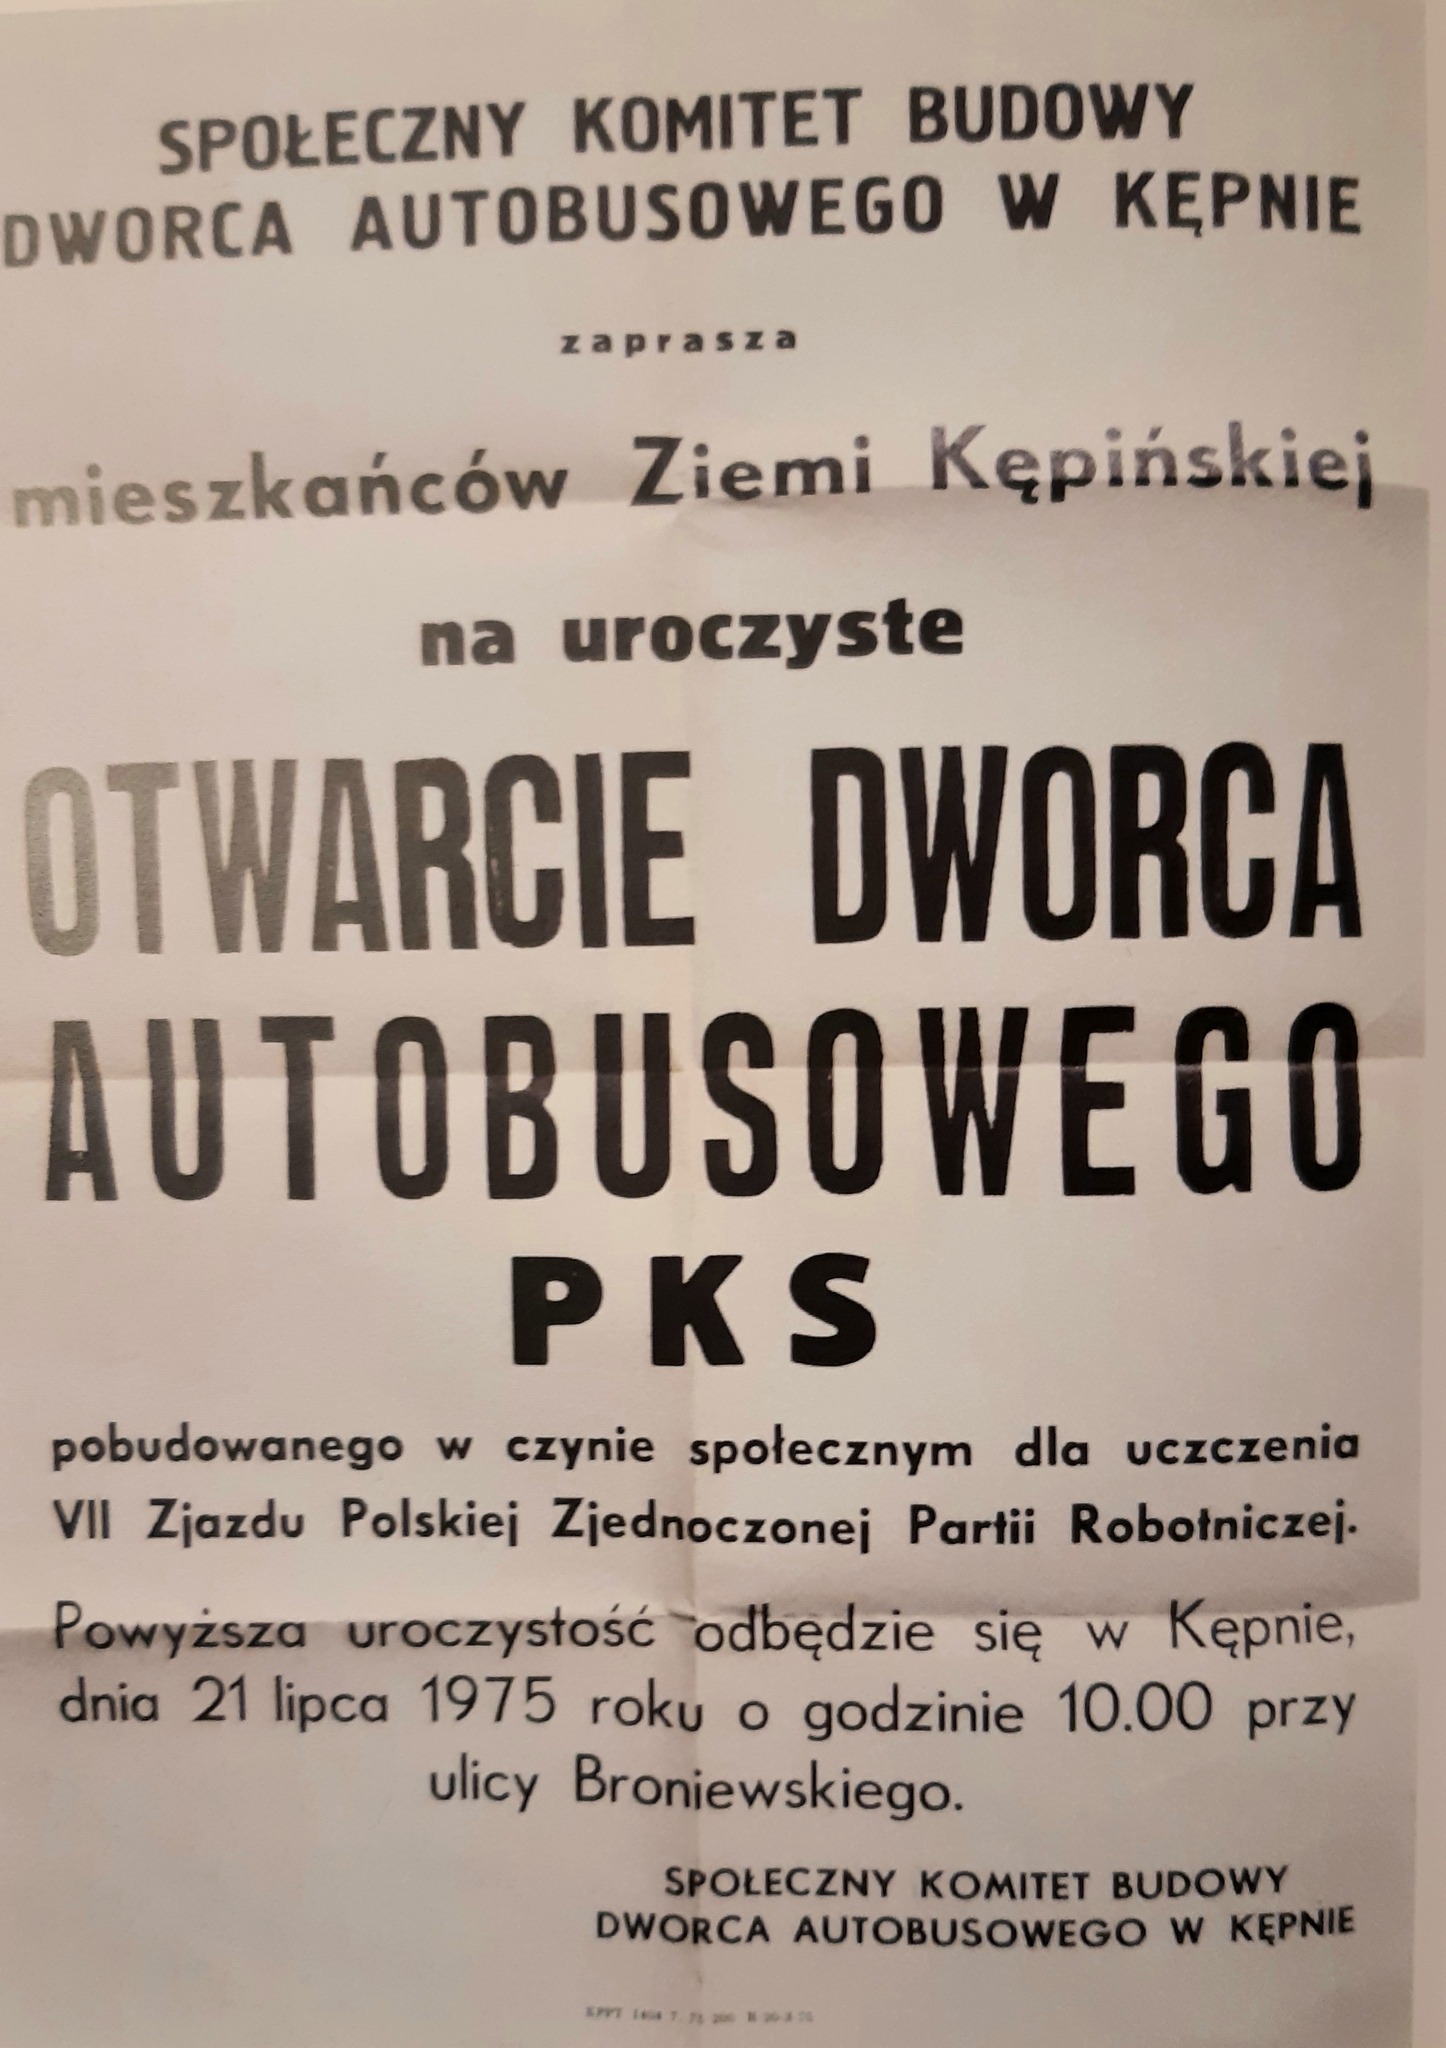 SPOŁECZNY KOMITET BUDOWY
DWORCA AUTOBUSOWEGO W KĘPNIE
zaprasza
mieszkańców Ziemi Kępińskiej
na uroczyste
OTWARCIE DWORCA
AUTOBUSOWEGO
PKS
pobudowanego w czynie społecznym dla uczczenia
VII Zjazdu Polskiej Zjednoczonej Partii Robotniczej.
Powyższa uroczystość odbędzie się w Kępnie,
dnia 21 lipca 1975 roku o godzinie 10.00 przy
ulicy Broniewskiego.
SPOŁECZNY KOMITET BUDOWY
DWORCA AUTOBUSOWEGO W KĘPNIE